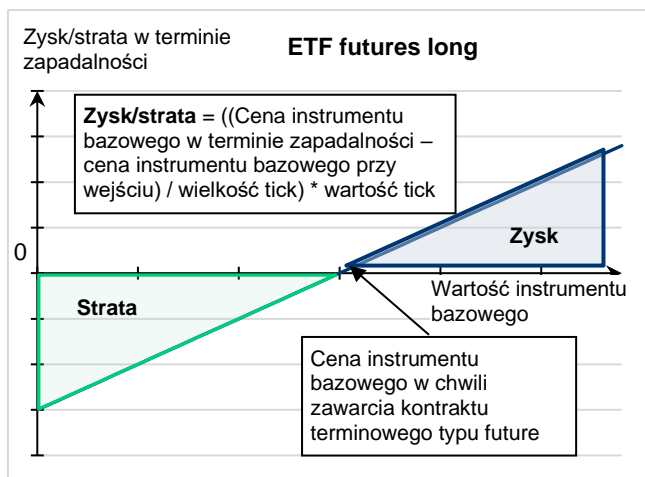 Zysk/strata w terminie
zapadalności
ETF futures long
Zysk/strata = ((Cena instrumentu
bazowego w terminie zapadalności –
cena instrumentu bazowego przy
wejściu) / wielkość tick) * wartość tick
0
Zysk
Strata
Wartość instrumentu
bazowego
Cena instrumentu
bazowego w chwili
zawarcia kontraktu
terminowego typu future